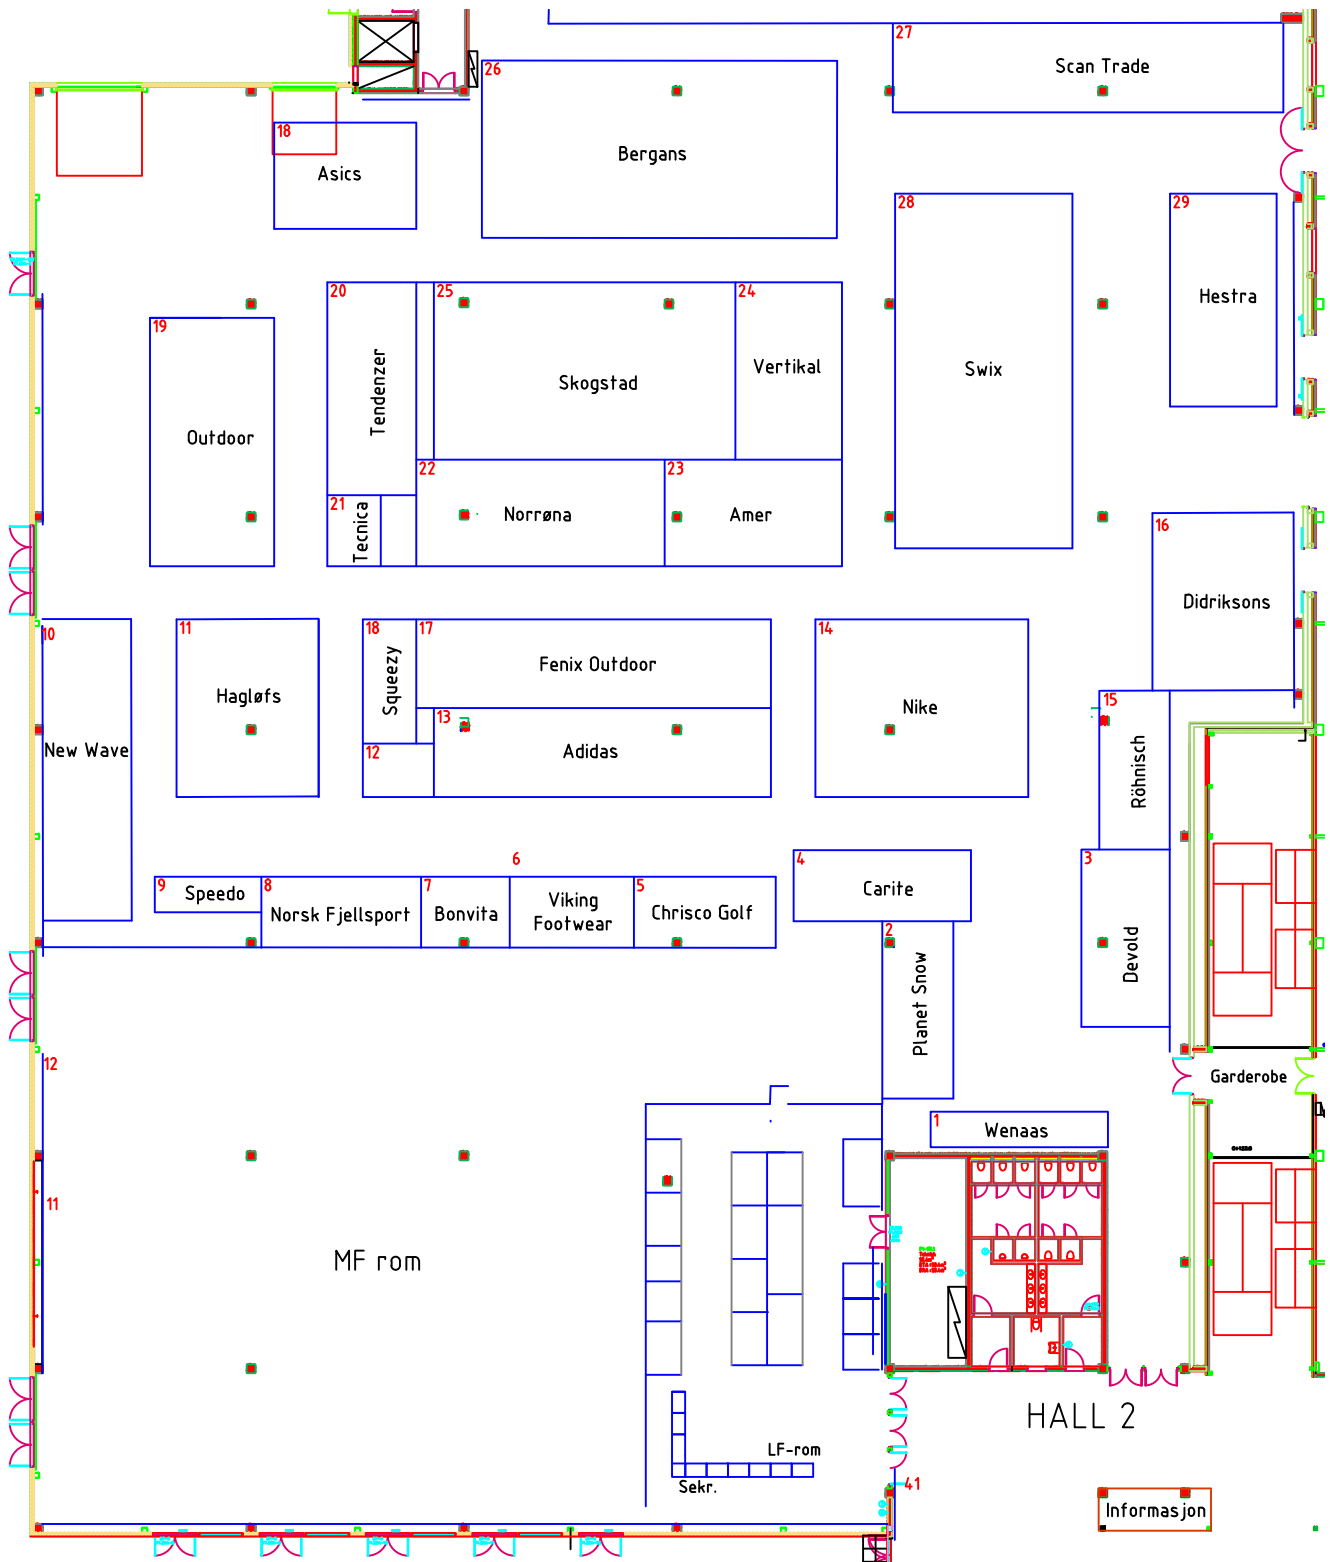 27
Scan Trade
26
Bergans
18
Asics
28
Swix
29
Hestra
20
Tendenzer
25
Skogstad
24
Vertikal
19
Outdoor
22
Norrøna
23
Amer
21
Tecnica
16
Didriksons
10
New Wave
11
Hagløfs
18
Squeezy
17
Fenix Outdoor
14
Nike
13
Adidas
12
15
Röhnisch
9
Speedo
8
Norsk Fjellsport
7
Bonvita
6
Viking
Footwear
5
Chrisco Golf
4
Carite
3
Devold
2
Planet Snow
12
Garderobe
1
Wenaas
11
MF rom
HALL 2
LF-rom
Sekr.
41
Informasjon